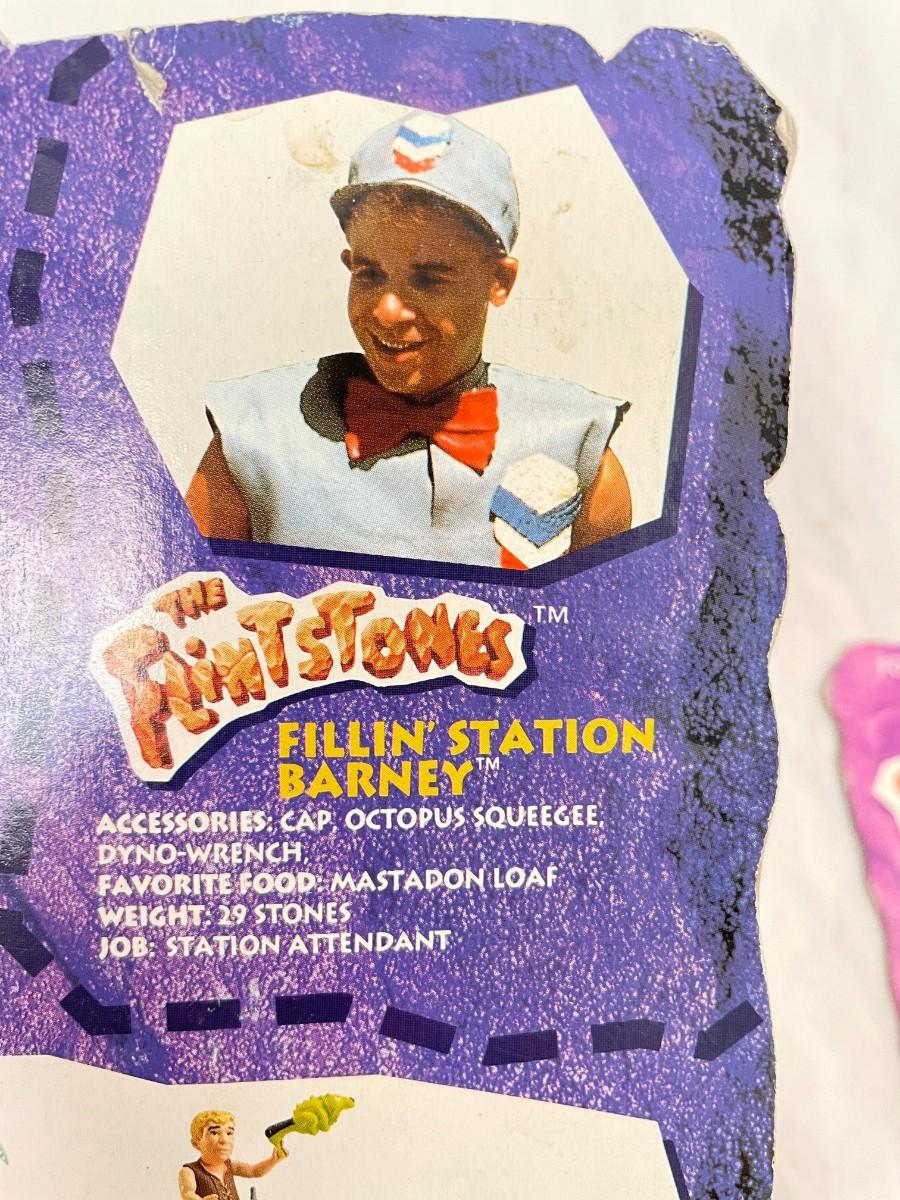 THE
FLINTSTONES™
FILLIN' STATION
BARNEY™
ACCESSORIES: CAP, OCTOPUS SQUEEGEE,
DYNO-WRENCH,
FAVORITE FOOD: MASTADON LOAF
WEIGHT: 29 STONES
JOB: STATION ATTENDANT